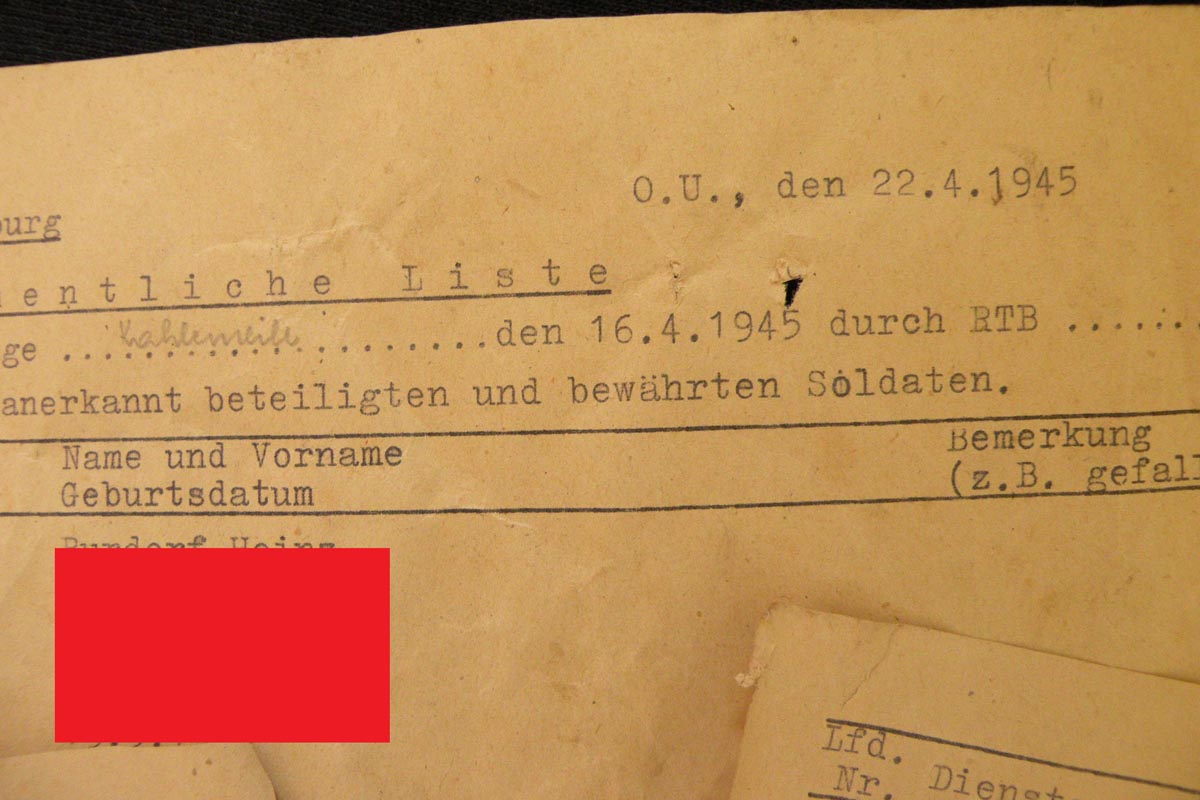 O.U., den 22.4.1945
burg
entliche Liste
ge ..................... den 16.4.1945 durch RTB ......
anerkannt beteiligten und bewährten Soldaten.
Name und Vorname
Geburtsdatum
Bemerkung
(z.B. gefall
Lfd.
Nr. Dienst